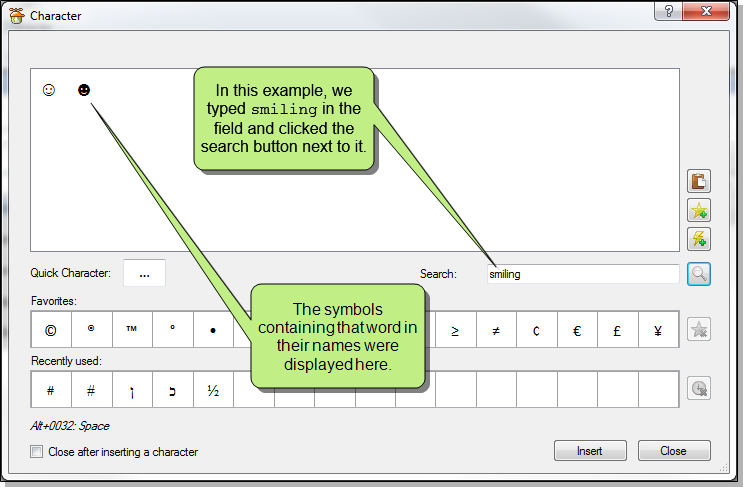 Character
☺ ☻
In this example, we
typed smiling in the
field and clicked the
search button next to it.
Quick Character: ...
Search: smiling
Favorites:
© ® ™ ° • ≥ ≠ ¢ € £ ¥
The symbols
containing that word in
their names were
displayed here.
Recently used:
# # ½
Alt+0032: Space
Close after inserting a character
Insert Close